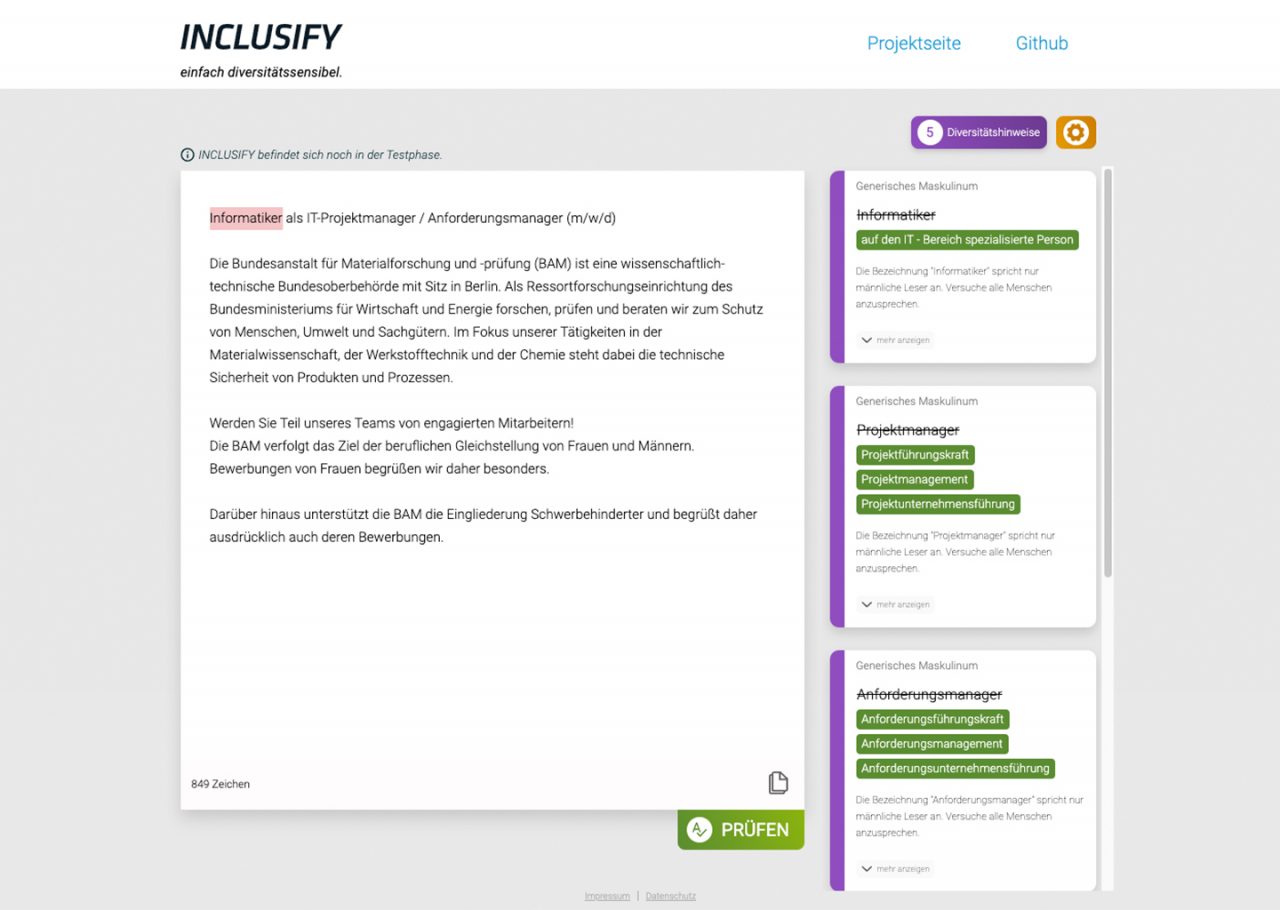 INCLUSIFY
einfach diversitätssensibel.
Projektseite
Github
5 Diversitätshinweise
INCLUSIFY befindet sich noch in der Testphase.
Informatiker als IT-Projektmanager / Anforderungsmanager (m/w/d)
Die Bundesanstalt für Materialforschung und -prüfung (BAM) ist eine wissenschaftlich-
technische Bundesoberbehörde mit Sitz in Berlin. Als Ressortforschungseinrichtung des
Bundesministeriums für Wirtschaft und Energie forschen, prüfen und beraten wir zum Schutz
von Menschen, Umwelt und Sachgütern. Im Fokus unserer Tätigkeiten in der
Materialwissenschaft, der Werkstofftechnik und der Chemie steht dabei die technische
Sicherheit von Produkten und Prozessen.
Werden Sie Teil unseres Teams von engagierten Mitarbeitern!
Die BAM verfolgt das Ziel der beruflichen Gleichstellung von Frauen und Männern.
Bewerbungen von Frauen begrüßen wir daher besonders.
Darüber hinaus unterstützt die BAM die Eingliederung Schwerbehinderter und begrüßt daher
ausdrücklich auch deren Bewerbungen.
849 Zeichen
PRÜFEN
Generisches Maskulinum
Informatiker
auf den IT - Bereich spezialisierte Person
Die Bezeichnung "Informatiker" spricht nur
männliche Leser an. Versuche alle Menschen
anzusprechen.
mehr anzeigen
Generisches Maskulinum
Projektmanager
Projektführungskraft
Projektmanagement
Projektunternehmensführung
Die Bezeichnung "Projektmanager" spricht nur
männliche Leser an. Versuche alle Menschen
anzusprechen.
mehr anzeigen
Generisches Maskulinum
Anforderungsmanager
Anforderungsführungskraft
Anforderungsmanagement
Anforderungsunternehmensführung
Die Bezeichnung "Anforderungsmanager" spricht nur
männliche Leser an. Versuche alle Menschen
anzusprechen.
mehr anzeigen
Impressum | Datenschutz